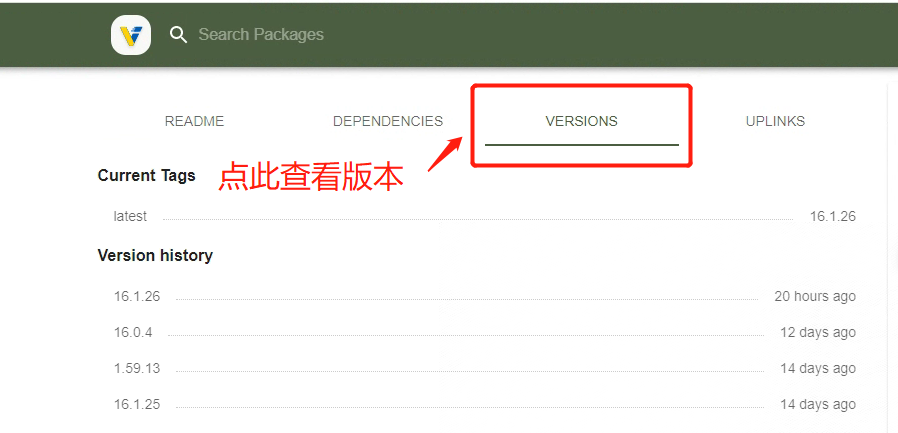 Search Packages
README
DEPENDENCIES
VERSIONS
UPLINKS
Current Tags
点此查看版本
latest 16.1.26
Version history
16.1.26 20 hours ago
16.0.4 12 days ago
1.59.13 14 days ago
16.1.25 14 days ago